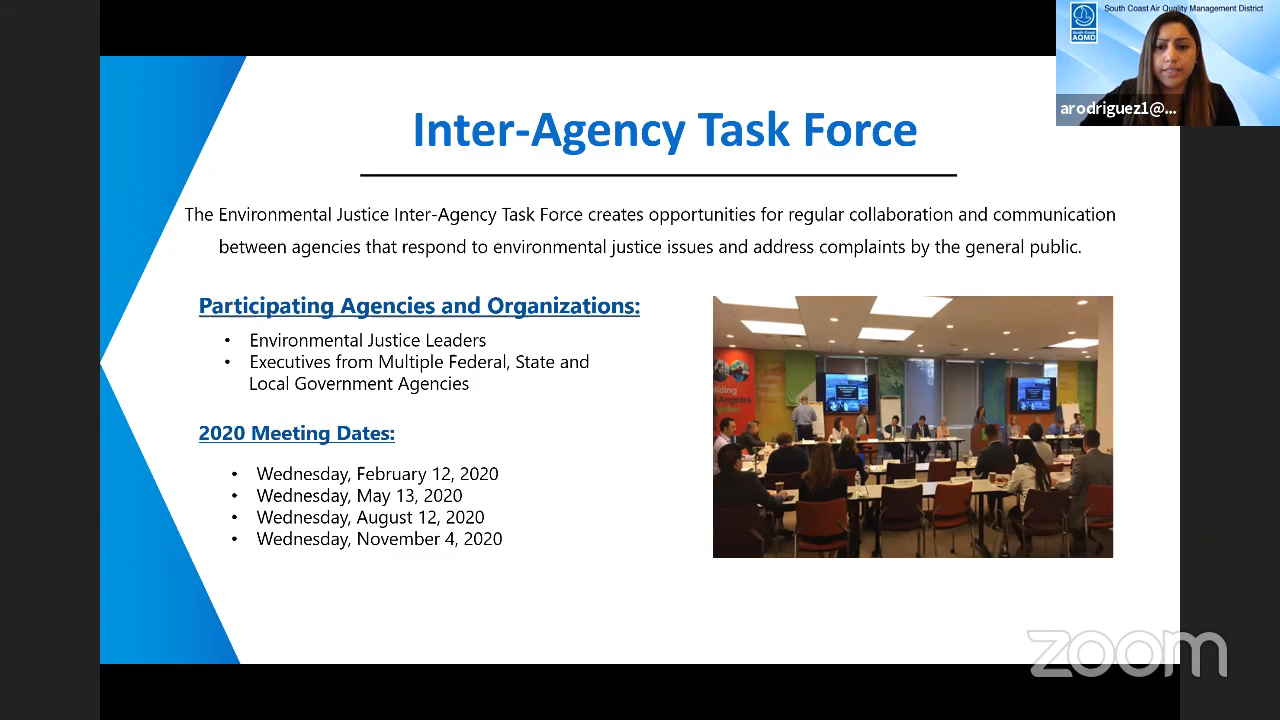 South Coast Air Quality Management District
South Coast
AQMD
arodriguez1@...
Inter-Agency Task Force
The Environmental Justice Inter-Agency Task Force creates opportunities for regular collaboration and communication
between agencies that respond to environmental justice issues and address complaints by the general public.
Participating Agencies and Organizations:
• Environmental Justice Leaders
• Executives from Multiple Federal, State and
Local Government Agencies
2020 Meeting Dates:
• Wednesday, February 12, 2020
• Wednesday, May 13, 2020
• Wednesday, August 12, 2020
• Wednesday, November 4, 2020
zoom